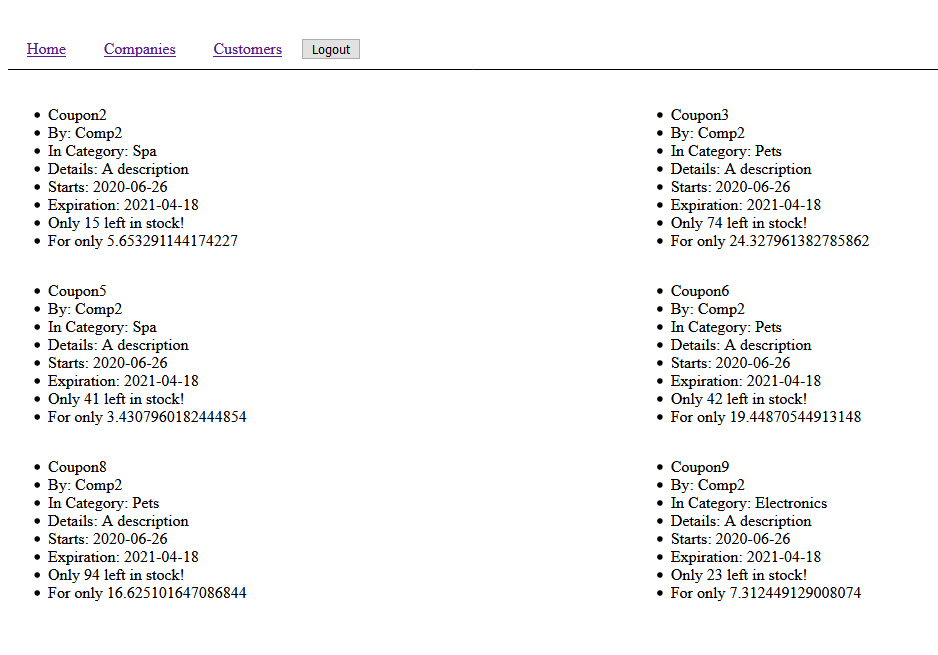 Home Companies Customers Logout
Coupon2
By: Comp2
In Category: Spa
Details: A description
Starts: 2020-06-26
Expiration: 2021-04-18
Only 15 left in stock!
For only 5.653291144174227
Coupon3
By: Comp2
In Category: Pets
Details: A description
Starts: 2020-06-26
Expiration: 2021-04-18
Only 74 left in stock!
For only 24.327961382785862
Coupon5
By: Comp2
In Category: Spa
Details: A description
Starts: 2020-06-26
Expiration: 2021-04-18
Only 41 left in stock!
For only 3.4307960182444854
Coupon6
By: Comp2
In Category: Pets
Details: A description
Starts: 2020-06-26
Expiration: 2021-04-18
Only 42 left in stock!
For only 19.44870544913148
Coupon8
By: Comp2
In Category: Pets
Details: A description
Starts: 2020-06-26
Expiration: 2021-04-18
Only 94 left in stock!
For only 16.625101647086844
Coupon9
By: Comp2
In Category: Electronics
Details: A description
Starts: 2020-06-26
Expiration: 2021-04-18
Only 23 left in stock!
For only 7.312449129008074